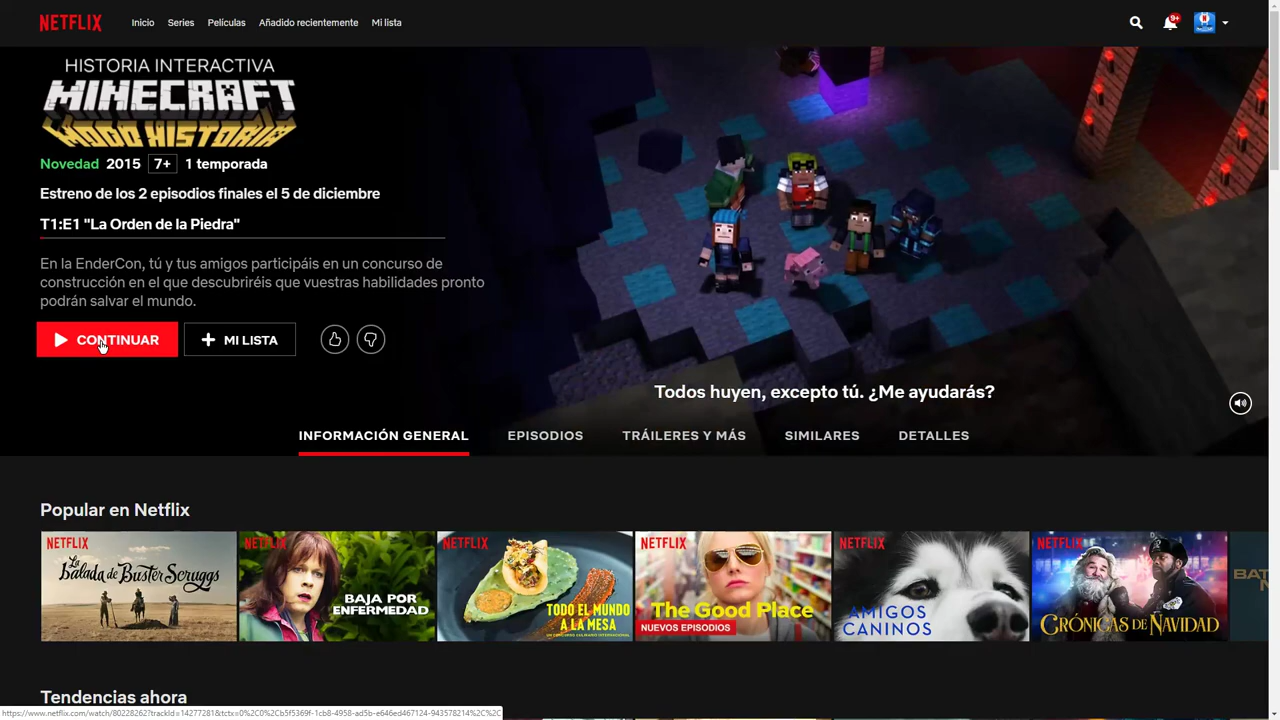 NETFLIX Inicio Series Películas Añadido recientemente Mi lista 9+
HISTORIA INTERACTIVA
MINECRAFT
MODO HISTORIA
Novedad 2015 7+ 1 temporada
Estreno de los 2 episodios finales el 5 de diciembre
T1:E1 "La Orden de la Piedra"
En la EnderCon, tú y tus amigos participáis en un concurso de
construcción en el que descubriréis que vuestras habilidades pronto
podrán salvar el mundo.
CONTINUAR MI LISTA
Todos huyen, excepto tú. ¿Me ayudarás?
INFORMACIÓN GENERAL EPISODIOS TRÁILERES Y MÁS SIMILARES DETALLES
Popular en Netflix
NETFLIX
La
Balada de Buster Scruggs
NETFLIX
BAJA POR
ENFERMEDAD
NETFLIX
TODO EL MUNDO
A LA MESA
NETFLIX
The Good Place
NUEVOS EPISODIOS
NETFLIX
AMIGOS
CANINOS
NETFLIX
CRÓNICAS DE NAVIDAD
Tendencias ahora